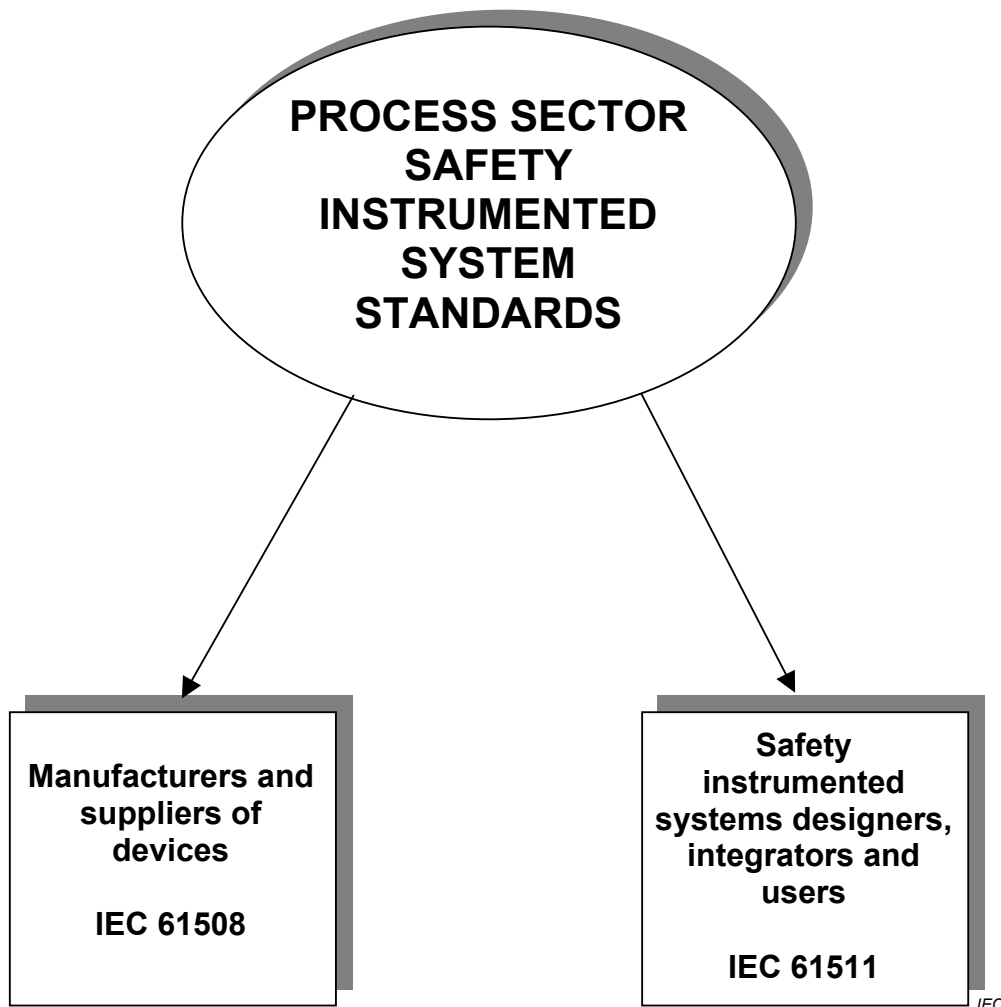 PROCESS SECTOR
SAFETY
INSTRUMENTED
SYSTEM
STANDARDS
Manufacturers and
suppliers of
devices
IEC 61508
Safety
instrumented
systems designers,
integrators and
users
IEC 61511
IEC